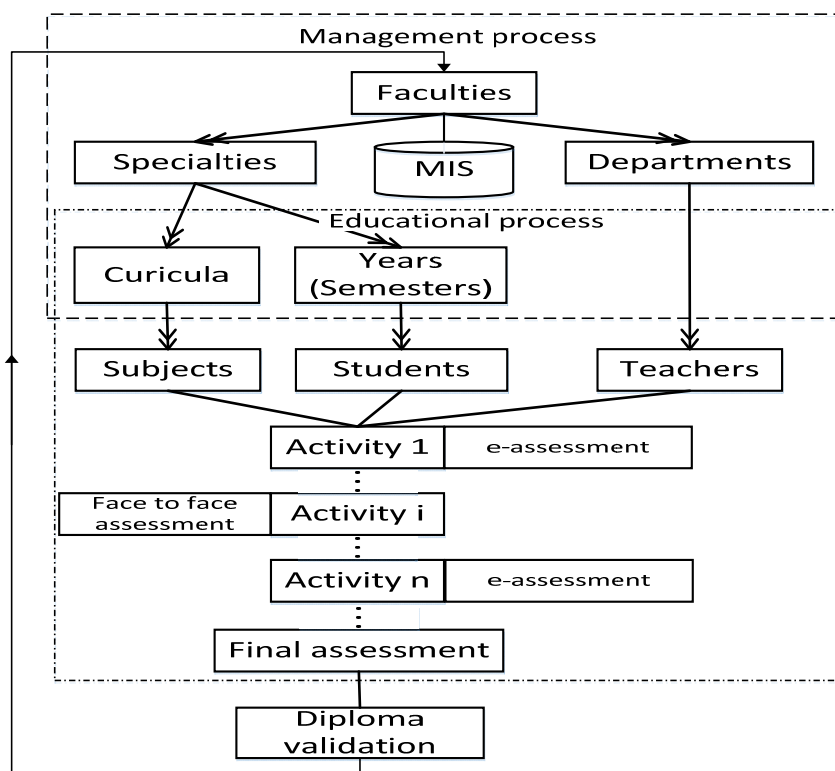 Management process
Faculties
Specialties
MIS
Departments
Educational process
Curicula
Years
(Semesters)
Subjects
Students
Teachers
Activity 1
e-assessment
Face to face
assessment
Activity i
Activity n
e-assessment
Final assessment
Diploma
validation